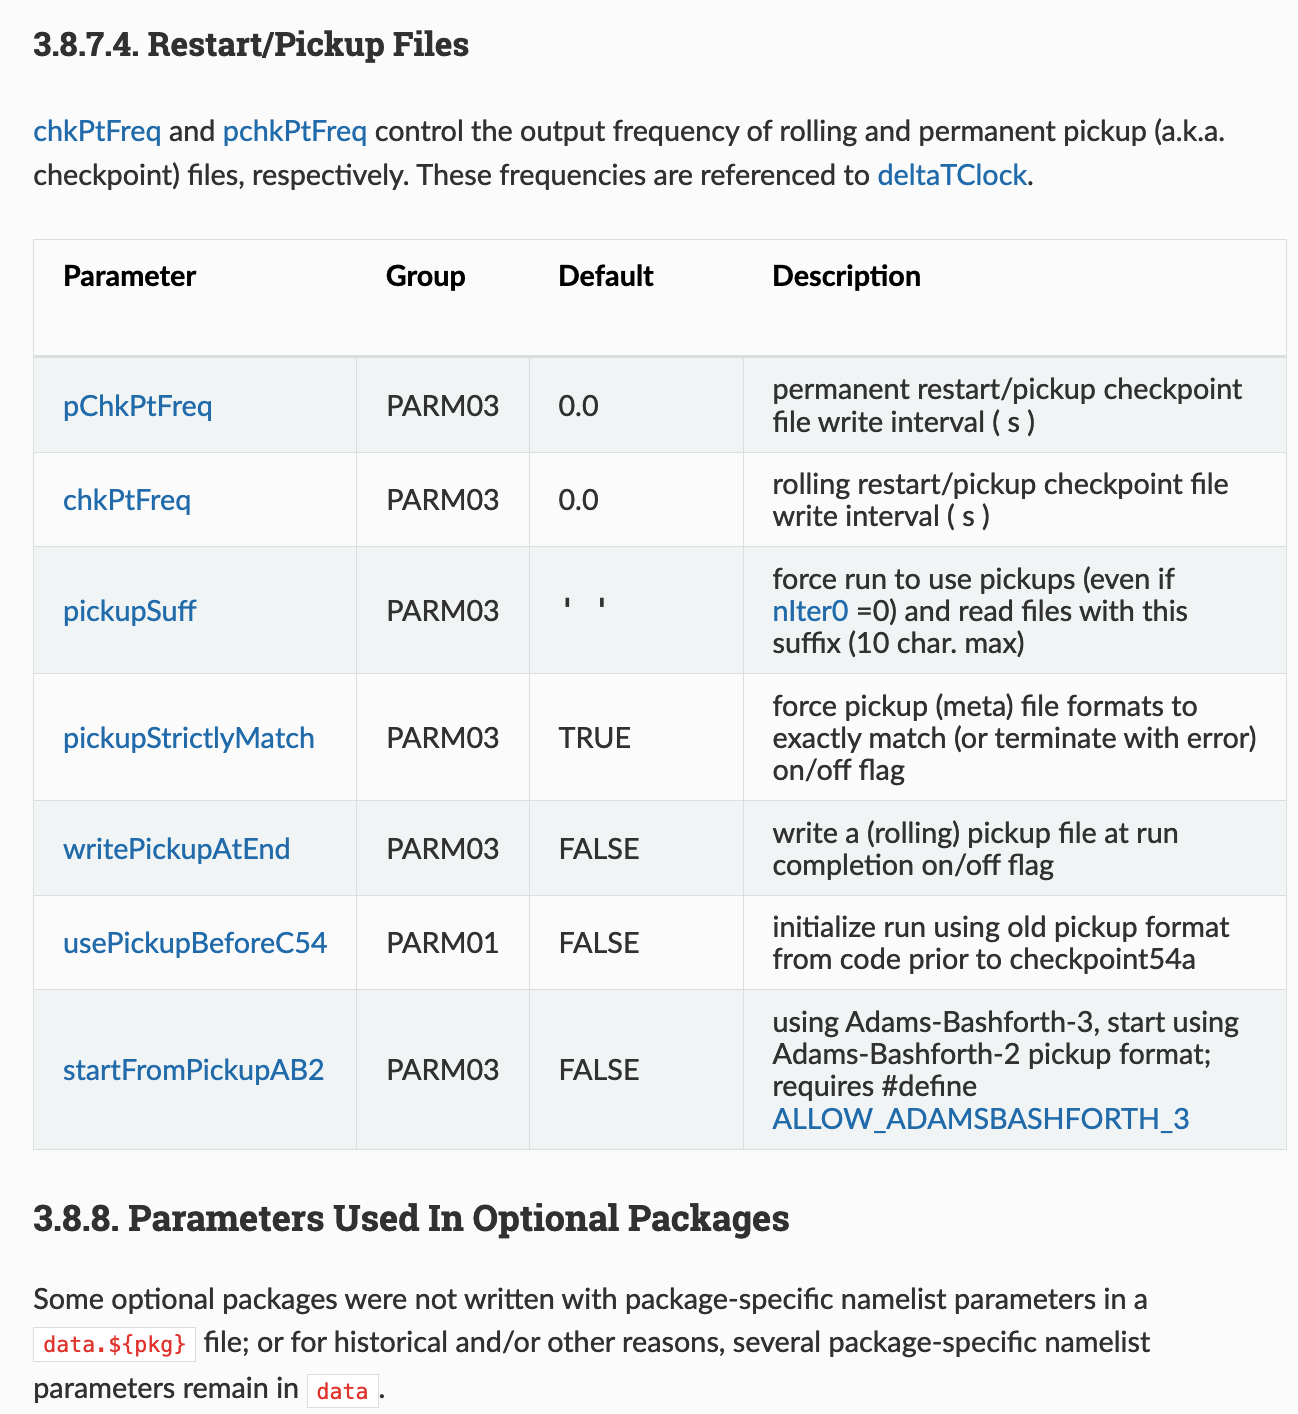 3.8.7.4. Restart/Pickup Files
chkPtFreq and pchkPtFreq control the output frequency of rolling and permanent pickup (a.k.a.
checkpoint) files, respectively. These frequencies are referenced to deltaTClock.
Parameter Group Default Description
pChkPtFreq PARM03 0.0 permanent restart/pickup checkpoint
file write interval ( s )
chkPtFreq PARM03 0.0 rolling restart/pickup checkpoint file
write interval ( s )
pickupSuff PARM03 ' ' force run to use pickups (even if
nIter0 =0) and read files with this
suffix (10 char. max)
pickupStrictlyMatch PARM03 TRUE force pickup (meta) file formats to
exactly match (or terminate with error)
on/off flag
writePickupAtEnd PARM03 FALSE write a (rolling) pickup file at run
completion on/off flag
usePickupBeforeC54 PARM01 FALSE initialize run using old pickup format
from code prior to checkpoint54a
startFromPickupAB2 PARM03 FALSE using Adams-Bashforth-3, start using
Adams-Bashforth-2 pickup format;
requires #define
ALLOW_ADAMSBASHFORTH_3
3.8.8. Parameters Used In Optional Packages
Some optional packages were not written with package-specific namelist parameters in a
data.${pkg} file; or for historical and/or other reasons, several package-specific namelist
parameters remain in data.